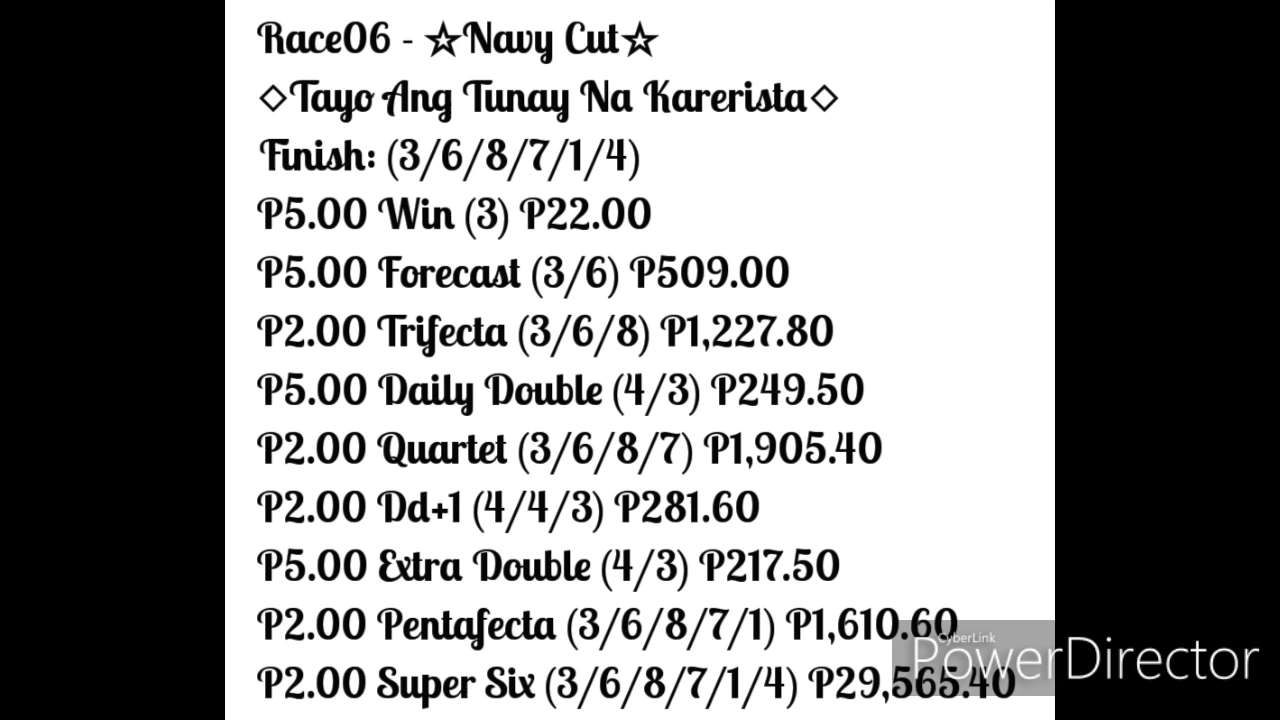 Race06 - ☆Navy Cut☆
◇Tayo Ang Tunay Na Karerista◇
Finish: (3/6/8/7/1/4)
P5.00 Win (3) P22.00
P5.00 Forecast (3/6) P509.00
P2.00 Trifecta (3/6/8) P1,227.80
P5.00 Daily Double (4/3) P249.50
P2.00 Quartet (3/6/8/7) P1,905.40
P2.00 Dd+1 (4/4/3) P281.60
P5.00 Extra Double (4/3) P217.50
P2.00 Pentafecta (3/6/8/7/1) P1,610.60
P2.00 Super Six (3/6/8/7/1/4) P29,565.40
CyberLink
PowerDirector